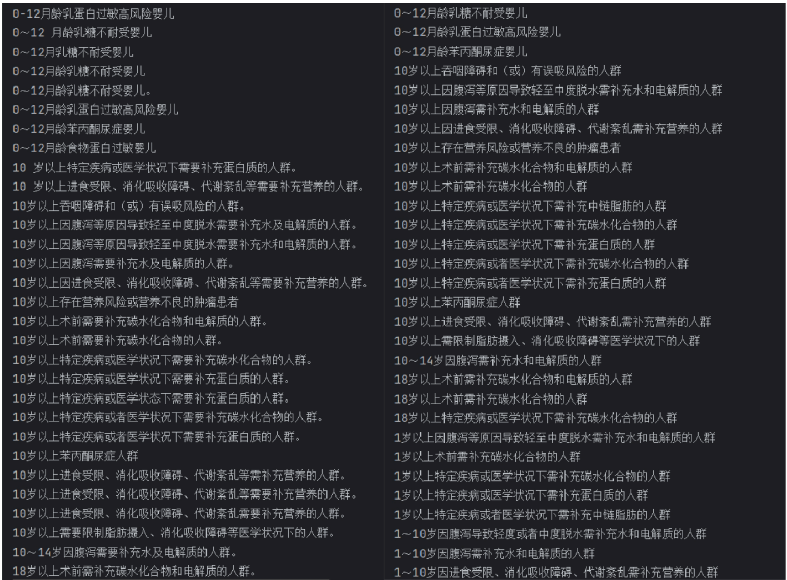 0-12月龄乳蛋白过敏高风险婴儿
0～12 月龄乳糖不耐受婴儿
0～12月乳糖不耐受婴儿
0～12月龄乳糖不耐受婴儿
0～12月龄乳糖不耐受婴儿。
0～12月龄乳蛋白过敏高风险婴儿
0～12月龄苯丙酮尿症婴儿
0～12月龄食物蛋白过敏婴儿
10 岁以上特定疾病或医学状况下需要补充蛋白质的人群。
10 岁以上进食受限、消化吸收障碍、代谢紊乱等需要补充营养的人群。
10岁以上吞咽障碍和（或）有误吸风险的人群。
10岁以上因腹泻等原因导致轻至中度脱水需要补充水及电解质的人群。
10岁以上因腹泻等原因导致轻至中度脱水需要补充水和电解质的人群。
10岁以上因腹泻需要补充水及电解质的人群。
10岁以上因进食受限、消化吸收障碍、代谢紊乱等需要补充营养的人群。
10岁以上存在营养风险或营养不良的肿瘤患者
10岁以上术前需要补充碳水化合物和电解质的人群。
10岁以上术前需要补充碳水化合物的人群。
10岁以上特定疾病或医学状况下需要补充碳水化合物的人群。
10岁以上特定疾病或医学状况下需要补充蛋白质的人群。
10岁以上特定疾病或医学状态下需要补充蛋白质的人群。
10岁以上特定疾病或者医学状况下需要补充碳水化合物的人群。
10岁以上特定疾病或者医学状况下需要补充蛋白质的人群。
10岁以上苯丙酮尿症人群
10岁以上进食受限、消化吸收障碍、代谢紊乱等需补充营养的人群。
10岁以上进食受限、消化吸收障碍、代谢紊乱等需要补充营养的人群。
10岁以上进食受限、消化吸收障碍、代谢紊乱需要补充营养的人群。
10岁以上需要限制脂肪摄入、消化吸收障碍等医学状况下的人群。
10～14岁因腹泻需要补充水及电解质的人群。
18岁以上术前需要补充碳水化合物和电解质的人群。
0～12月龄乳糖不耐受婴儿
0～12月龄乳蛋白过敏高风险婴儿
0～12月龄苯丙酮尿症婴儿
10岁以上吞咽障碍和（或）有误吸风险的人群
10岁以上因腹泻等原因导致轻至中度脱水需补充水和电解质的人群
10岁以上因腹泻需补充水和电解质的人群
10岁以上因进食受限、消化吸收障碍、代谢紊乱需补充营养的人群
10岁以上存在营养风险或营养不良的肿瘤患者
10岁以上术前需补充碳水化合物和电解质的人群
10岁以上术前需补充碳水化合物的人群
10岁以上特定疾病或医学状况下需补充中链脂肪的人群
10岁以上特定疾病或医学状况下需补充碳水化合物的人群
10岁以上特定疾病或医学状况下需补充蛋白质的人群
10岁以上特定疾病或者医学状况下需补充碳水化合物的人群
10岁以上特定疾病或者医学状况下需补充蛋白质的人群
10岁以上苯丙酮尿症人群
10岁以上进食受限、消化吸收障碍、代谢紊乱需补充营养的人群
10岁以上需限制脂肪摄入、消化吸收障碍等医学状况下的人群
10～14岁因腹泻需补充水和电解质的人群
18岁以上术前需补充碳水化合物和电解质的人群
18岁以上术前需补充碳水化合物的人群
18岁以上特定疾病或医学状况下需补充碳水化合物的人群
1岁以上因腹泻等原因导致轻至中度脱水需补充水和电解质的人群
1岁以上术前需补充碳水化合物的人群
1岁以上特定疾病或医学状况下需补充碳水化合物的人群
1岁以上特定疾病或医学状况下需补充蛋白质的人群
1岁以上特定疾病或者医学状况下需补充中链脂肪的人群
1～10岁因腹泻导致轻度或者中度脱水需补充水和电解质的人群
1～10岁因腹泻需补充水和电解质的人群
1～10岁因进食受限、消化吸收障碍、代谢紊乱需补充营养的人群